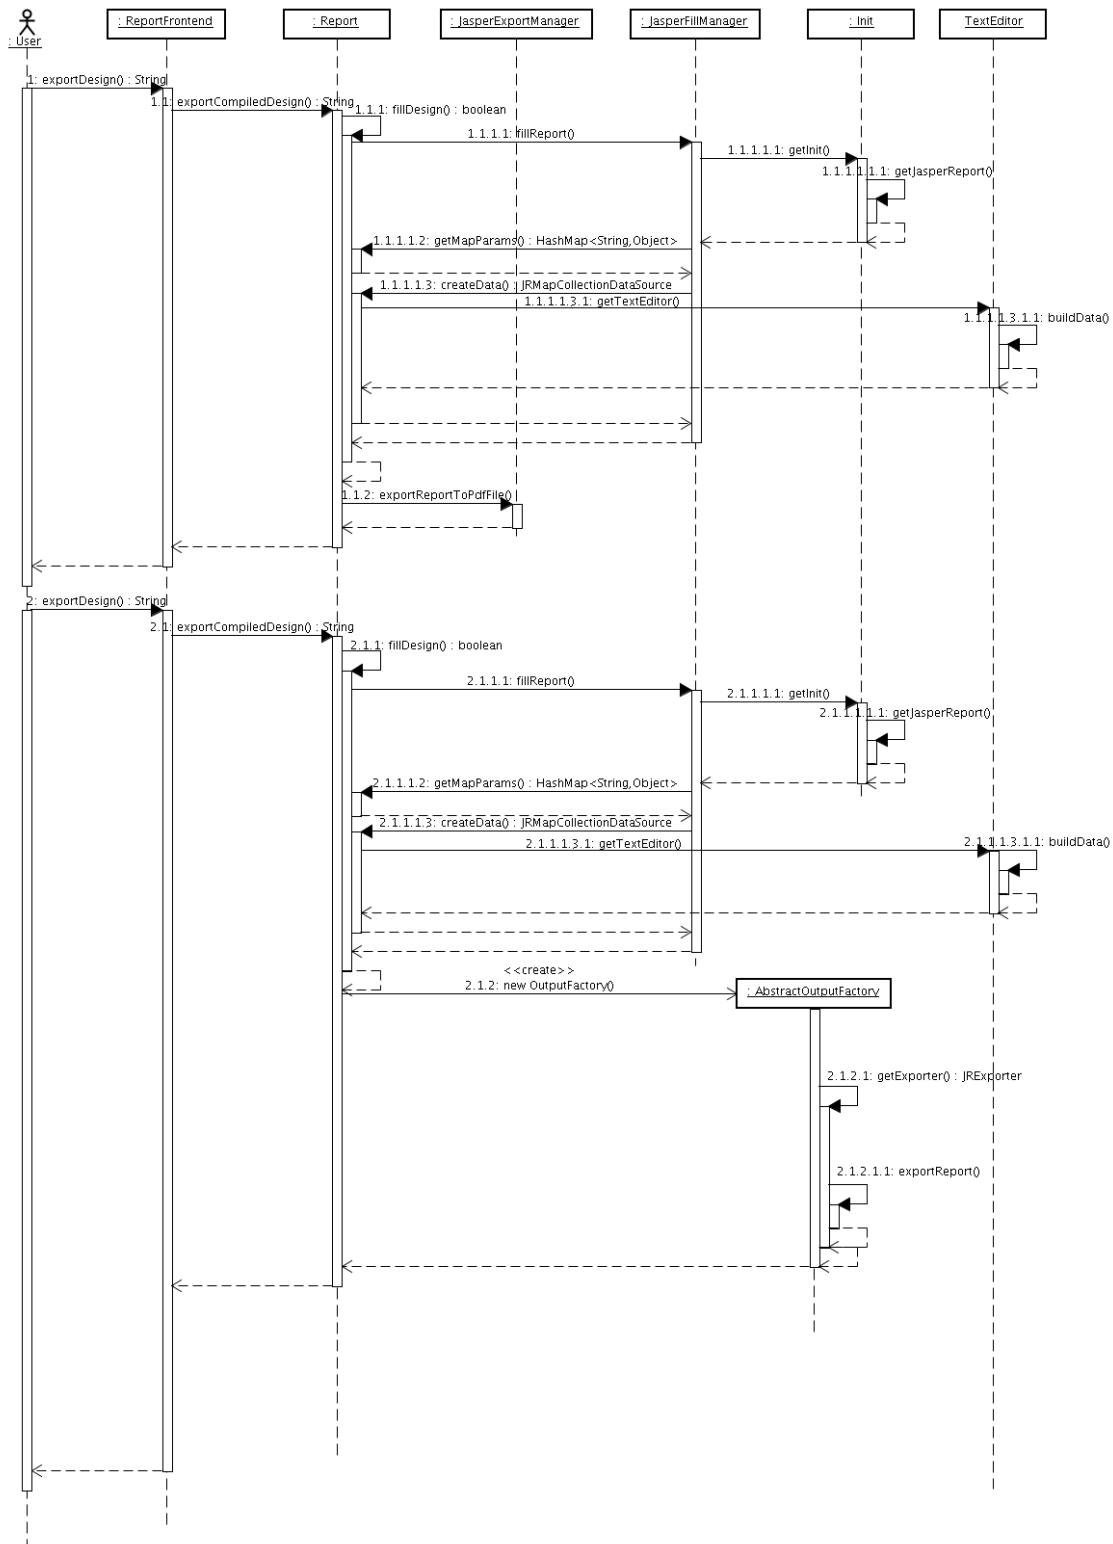 : User
: ReportFrontend
: Report
: JasperExportManager
: JasperFillManager
: Init
TextEditor
1: exportDesign() : String
1.1: exportCompiledDesign() : String
1.1.1: fillDesign() : boolean
1.1.1.1: fillReport()
1.1.1.1.1: getInit()
1.1.1.1.1.1: getJasperReport()
1.1.1.1.2: getMapParams() : HashMap<String,Object>
1.1.1.1.3: createData() : JRMapCollectionDataSource
1.1.1.1.3.1: getTextEditor()
1.1.1.1.3.1.1: buildData()
1.1.2: exportReportToPdfFile()
2: exportDesign() : String
2.1: exportCompiledDesign() : String
2.1.1: fillDesign() : boolean
2.1.1.1: fillReport()
2.1.1.1.1: getInit()
2.1.1.1.1.1: getJasperReport()
2.1.1.1.2: getMapParams() : HashMap<String,Object>
2.1.1.1.3: createData() : JRMapCollectionDataSource
2.1.1.1.3.1: getTextEditor()
2.1.1.1.3.1.1: buildData()
<<create>>
2.1.2: new OutputFactory()
: AbstractOutputFactory
2.1.2.1: getExporter() : JRExporter
2.1.2.1.1: exportReport()